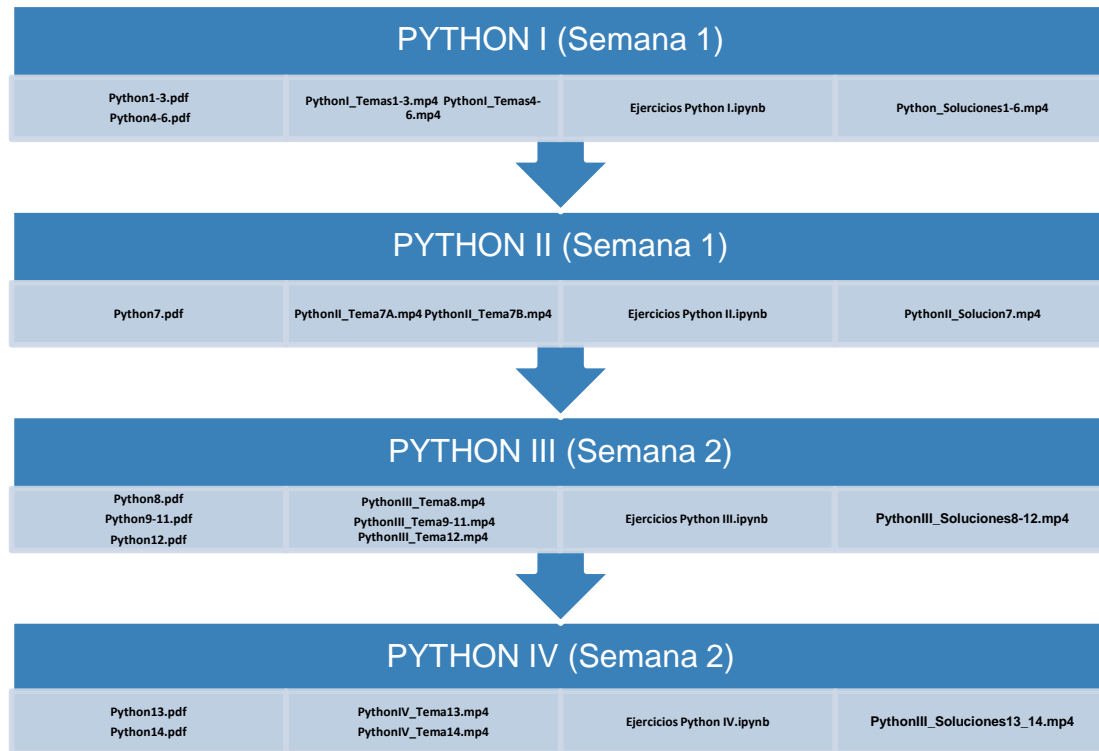 PYTHON I (Semana 1)
Python1-3.pdf
Python4-6.pdf
PythonI_Temas1-3.mp4 PythonI_Temas4-
6.mp4
Ejercicios Python I.ipynb
Python_Soluciones1-6.mp4
PYTHON II (Semana 1)
Python7.pdf
PythonII_Tema7A.mp4 PythonII_Tema7B.mp4
Ejercicios Python II.ipynb
PythonII_Solucion7.mp4
PYTHON III (Semana 2)
Python8.pdf
Python9-11.pdf
Python12.pdf
PythonIII_Tema8.mp4
PythonIII_Tema9-11.mp4
PythonIII_Tema12.mp4
Ejercicios Python III.ipynb
PythonIII_Soluciones8-12.mp4
PYTHON IV (Semana 2)
Python13.pdf
Python14.pdf
PythonIV_Tema13.mp4
PythonIV_Tema14.mp4
Ejercicios Python IV.ipynb
PythonIII_Soluciones13_14.mp4